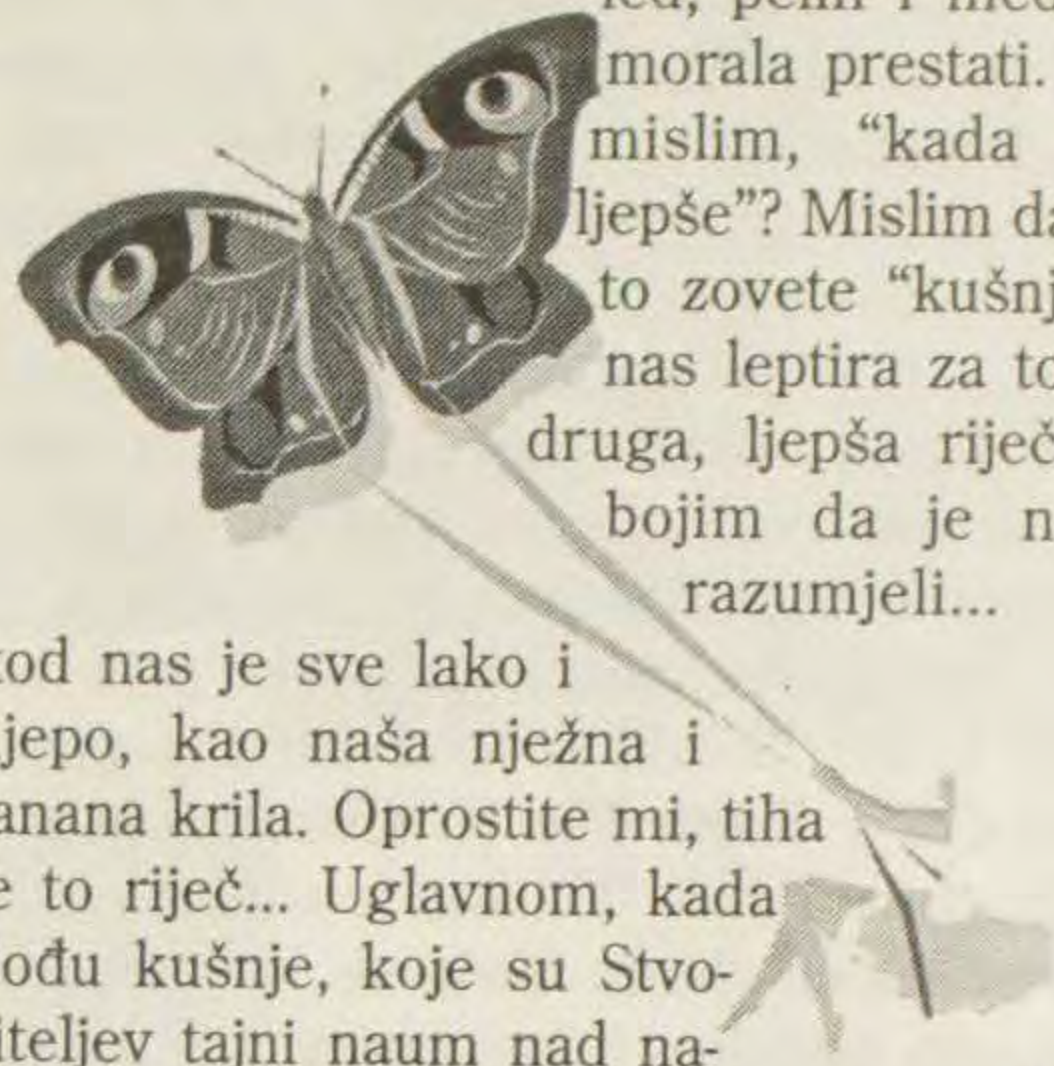 morala prestati.
mislim, “kada
ljepše”? Mislim da
to zovete “kušnj
nas leptira za to
druga, ljepša riječ
bojim da je n
razumjeli...
kod nas je sve lako i
jepo, kao naša nježna i
anana krila. Oprostite mi, tiha
e to riječ... Uglavnom, kada
ođu kušnje, koje su Stvo-
iteljev tajni naum nad na-